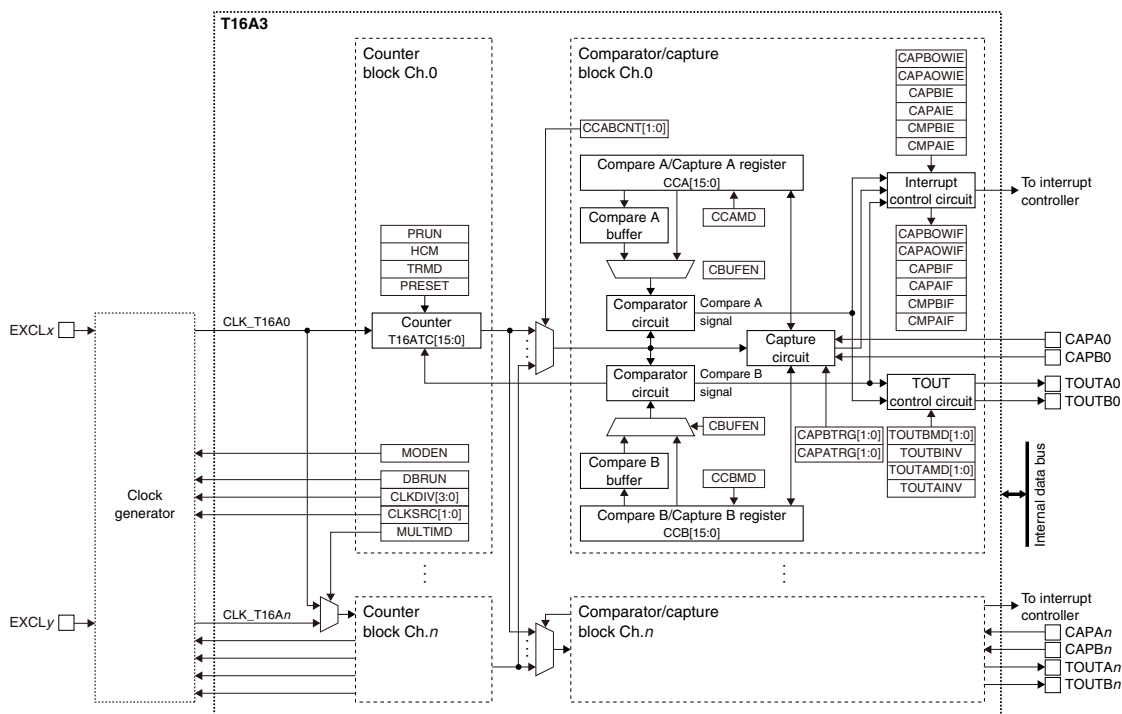 T16A3
Counter
block Ch.0
Comparator/capture
block Ch.0
CAPBOWIE
CAPAOWIE
CAPBIE
CAPAIE
CMPBIE
CMPAIE
CCABCNT[1:0]
Compare A/Capture A register
CCA[15:0]
Interrupt
control circuit
To interrupt
controller
Compare A
buffer
CCAMD
PRUN
HCM
TRMD
PRESET
CAPBOWIF
CAPAOWIF
CAPBIF
CAPAIF
CMPBIF
CMPAIF
CBUFEN
EXCLx
CLK_T16A0
Counter
T16ATC[15:0]
Comparator
circuit
Compare A
signal
Capture
circuit
CAPA0
CAPB0
Comparator
circuit
Compare B
signal
TOUT
control circuit
TOUTA0
TOUTB0
CBUFEN
CAPBTRG[1:0]
CAPATRG[1:0]
TOUTBMD[1:0]
TOUTBINV
TOUTAMD[1:0]
TOUTAINV
MODEN
DBRUN
CLKDIV[3:0]
CLKSRC[1:0]
MULTIMD
Compare B
buffer
CCBMD
Compare B/Capture B register
CCB[15:0]
Internal data bus
Clock
generator
EXCLy
CLK_T16An
Counter
block Ch.n
Comparator/capture
block Ch.n
To interrupt
controller
CAPAn
CAPBn
TOUTAn
TOUTBn